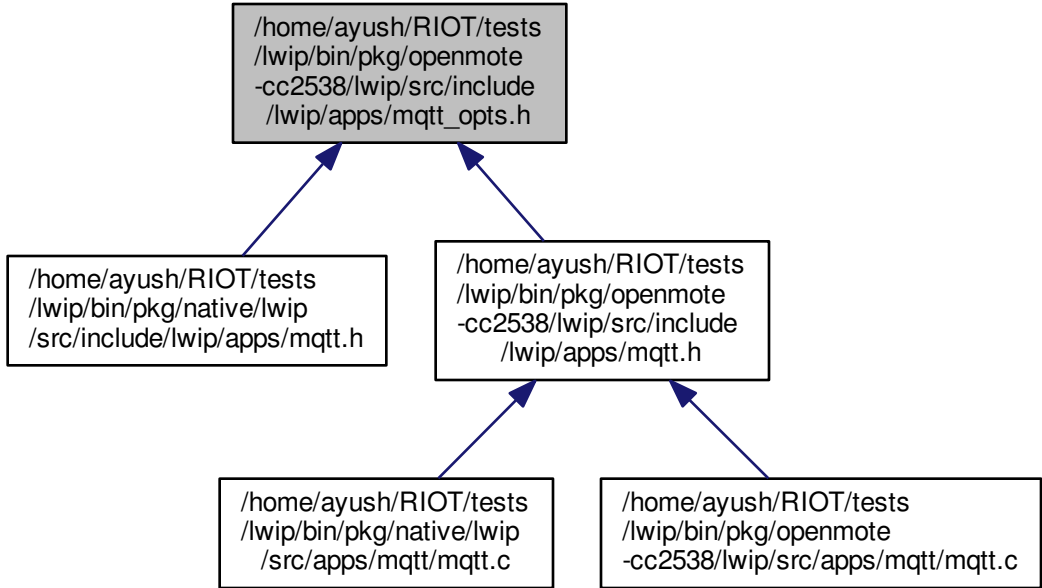 /home/ayush/RIOT/tests
/lwip/bin/pkg/openmote
-cc2538/lwip/src/include
/lwip/apps/mqtt_opts.h
/home/ayush/RIOT/tests
/lwip/bin/pkg/native/lwip
/src/include/lwip/apps/mqtt.h
/home/ayush/RIOT/tests
/lwip/bin/pkg/openmote
-cc2538/lwip/src/include
/lwip/apps/mqtt.h
/home/ayush/RIOT/tests
/lwip/bin/pkg/native/lwip
/src/apps/mqtt/mqtt.c
/home/ayush/RIOT/tests
/lwip/bin/pkg/openmote
-cc2538/lwip/src/apps/mqtt/mqtt.c